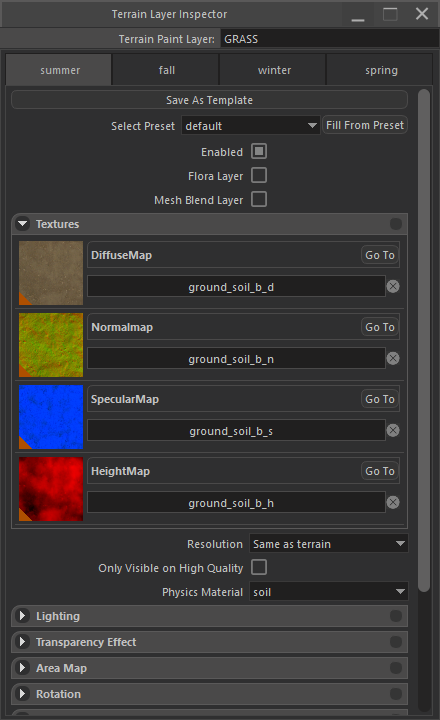 Terrain Layer Inspector
Terrain Paint Layer: GRASS
summer fall winter spring
Save As Template
Select Preset default Fill From Preset
Enabled
Flora Layer
Mesh Blend Layer
Textures
DiffuseMap Go To
ground_soil_b_d
Normalmap Go To
ground_soil_b_n
SpecularMap Go To
ground_soil_b_s
HeightMap Go To
ground_soil_b_h
Resolution Same as terrain
Only Visible on High Quality
Physics Material soil
Lighting
Transparency Effect
Area Map
Rotation